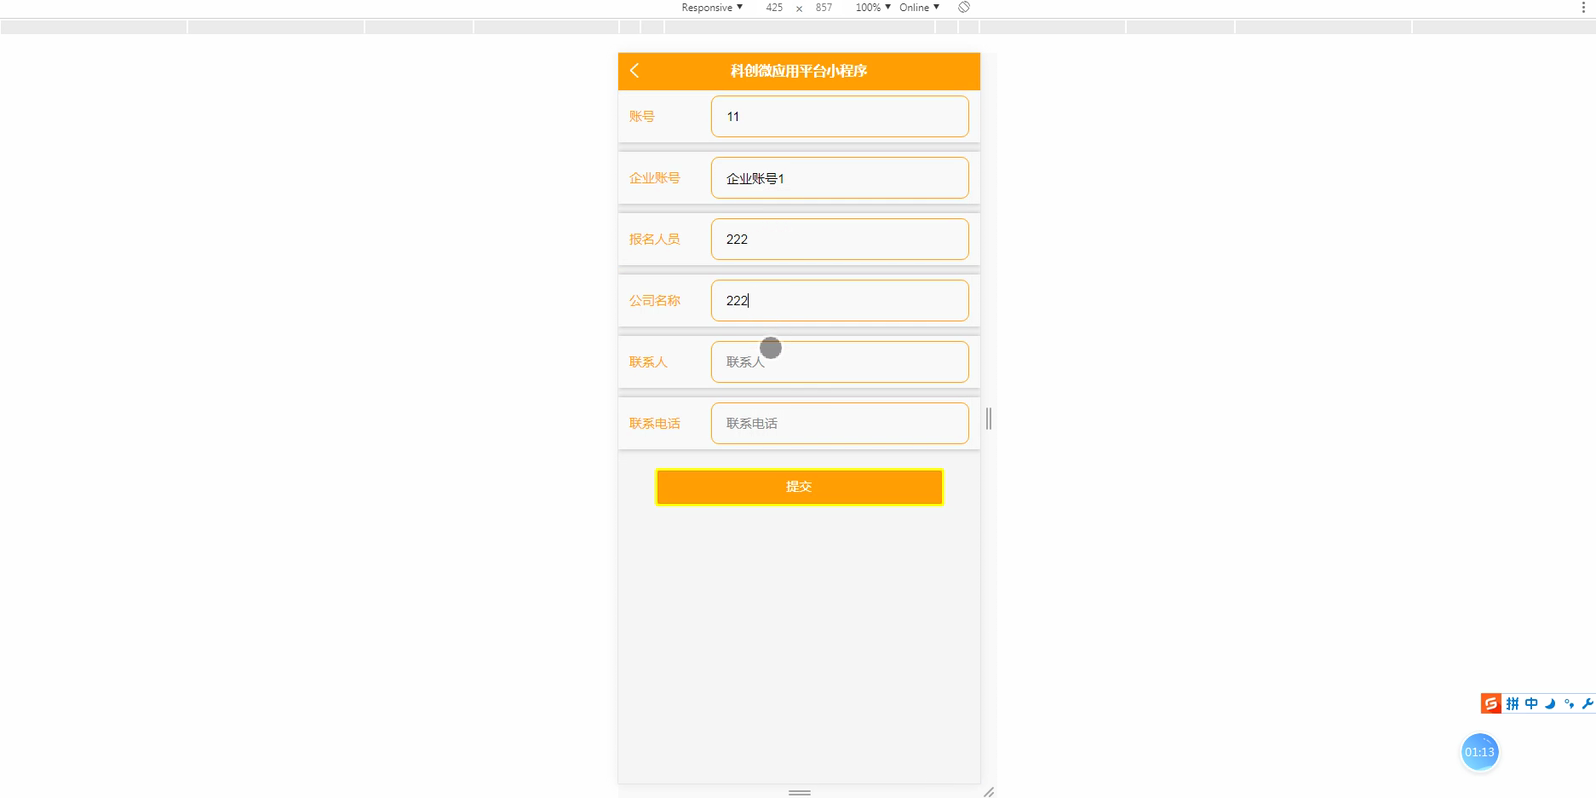 Responsive ▼ 425 × 857 100% ▼ Online ▼
科创微应用平台小程序
账号 11
企业账号 企业账号1
报名人员 222
公司名称 222
联系人 联系人
联系电话 联系电话
提交
拼 中
01:13